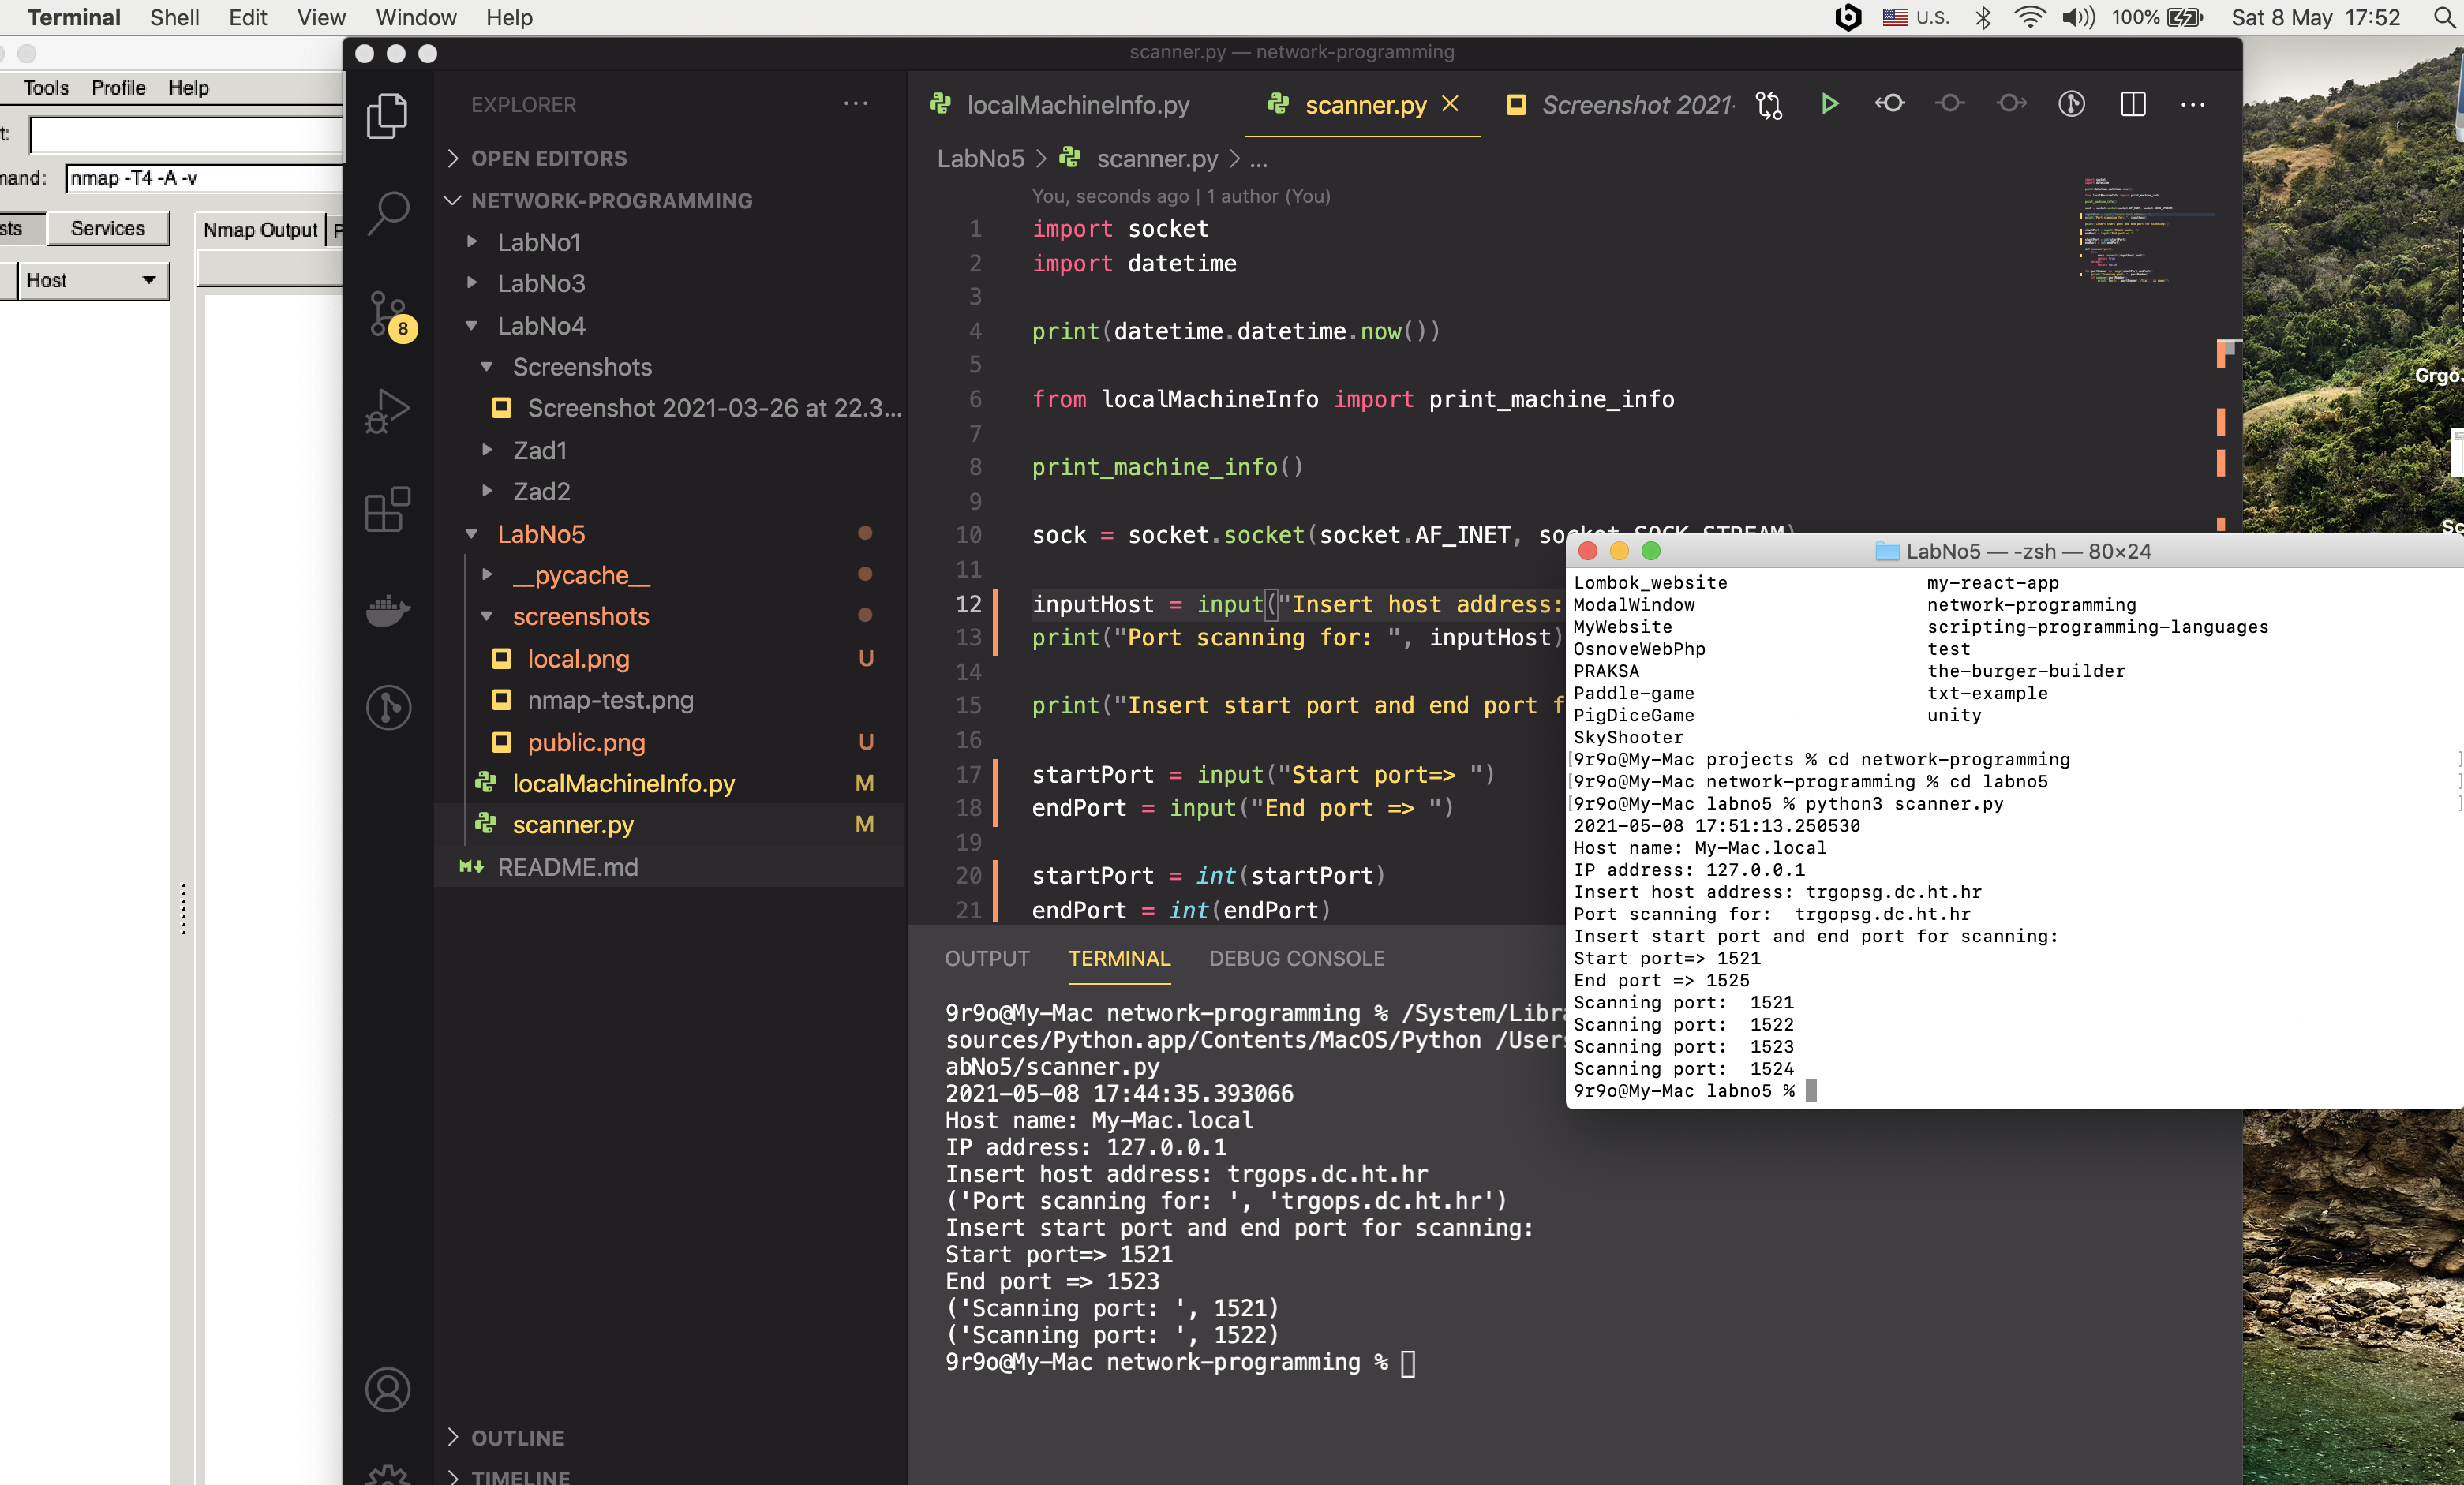 Terminal Shell Edit View Window Help
U.S. 100% Sat 8 May 17:52
Tools Profile Help
nmap -T4 -A -v
Services
Nmap Output
Host
scanner.py — network-programming
EXPLORER
OPEN EDITORS
NETWORK-PROGRAMMING
LabNo1
LabNo3
LabNo4
Screenshots
Screenshot 2021-03-26 at 22.3...
Zad1
Zad2
LabNo5
__pycache__
screenshots
local.png U
nmap-test.png
public.png U
localMachineInfo.py M
scanner.py M
README.md
OUTLINE
TIMELINE
8
localMachineInfo.py scanner.py Screenshot 2021-
LabNo5 > scanner.py > ...
You, seconds ago | 1 author (You)
1 import socket
2 import datetime
3
4 print(datetime.datetime.now())
5
6 from localMachineInfo import print_machine_info
7
8 print_machine_info()
9
10 sock = socket.socket(socket.AF_INET, socket.SOCK_STREAM)
11
12 inputHost = input("Insert host address:
13 print("Port scanning for: ", inputHost)
14
15 print("Insert start port and end port f
16
17 startPort = input("Start port=> ")
18 endPort = input("End port => ")
19
20 startPort = int(startPort)
21 endPort = int(endPort)
OUTPUT TERMINAL DEBUG CONSOLE
9r9o@My-Mac network-programming % /System/Libr
sources/Python.app/Contents/MacOS/Python /Users
abNo5/scanner.py
2021-05-08 17:44:35.393066
Host name: My-Mac.local
IP address: 127.0.0.1
Insert host address: trgops.dc.ht.hr
('Port scanning for: ', 'trgops.dc.ht.hr')
Insert start port and end port for scanning:
Start port=> 1521
End port => 1523
('Scanning port: ', 1521)
('Scanning port: ', 1522)
9r9o@My-Mac network-programming %
LabNo5 — -zsh — 80×24
Lombok_website my-react-app
ModalWindow network-programming
MyWebsite scripting-programming-languages
OsnoveWebPhp test
PRAKSA the-burger-builder
Paddle-game txt-example
PigDiceGame unity
SkyShooter
[9r9o@My-Mac projects % cd network-programming ]
[9r9o@My-Mac network-programming % cd labno5 ]
[9r9o@My-Mac labno5 % python3 scanner.py ]
2021-05-08 17:51:13.250530
Host name: My-Mac.local
IP address: 127.0.0.1
Insert host address: trgopsg.dc.ht.hr
Port scanning for:  trgopsg.dc.ht.hr
Insert start port and end port for scanning:
Start port=> 1521
End port => 1525
Scanning port:  1521
Scanning port:  1522
Scanning port:  1523
Scanning port:  1524
9r9o@My-Mac labno5 %
Grgo